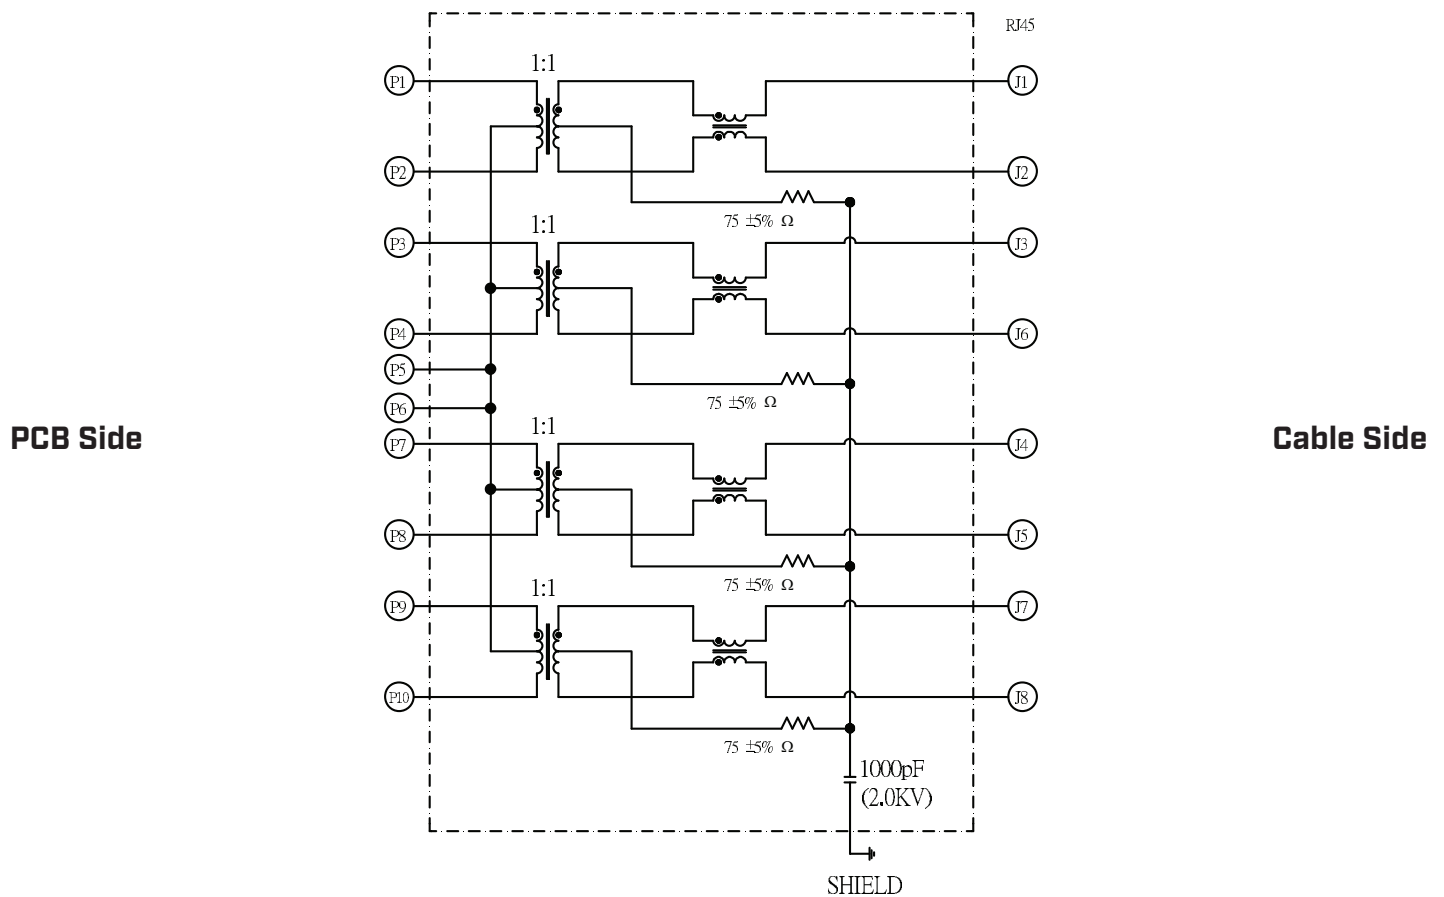 RJ45
1:1
P1
J1
P2
J2
75 ±5% Ω
1:1
P3
J3
P4
J6
P5
75 ±5% Ω
P6
1:1
PCB Side
Cable Side
P7
J4
P8
J5
75 ±5% Ω
1:1
P9
J7
P10
J8
75 ±5% Ω
1000pF
(2.0KV)
SHIELD